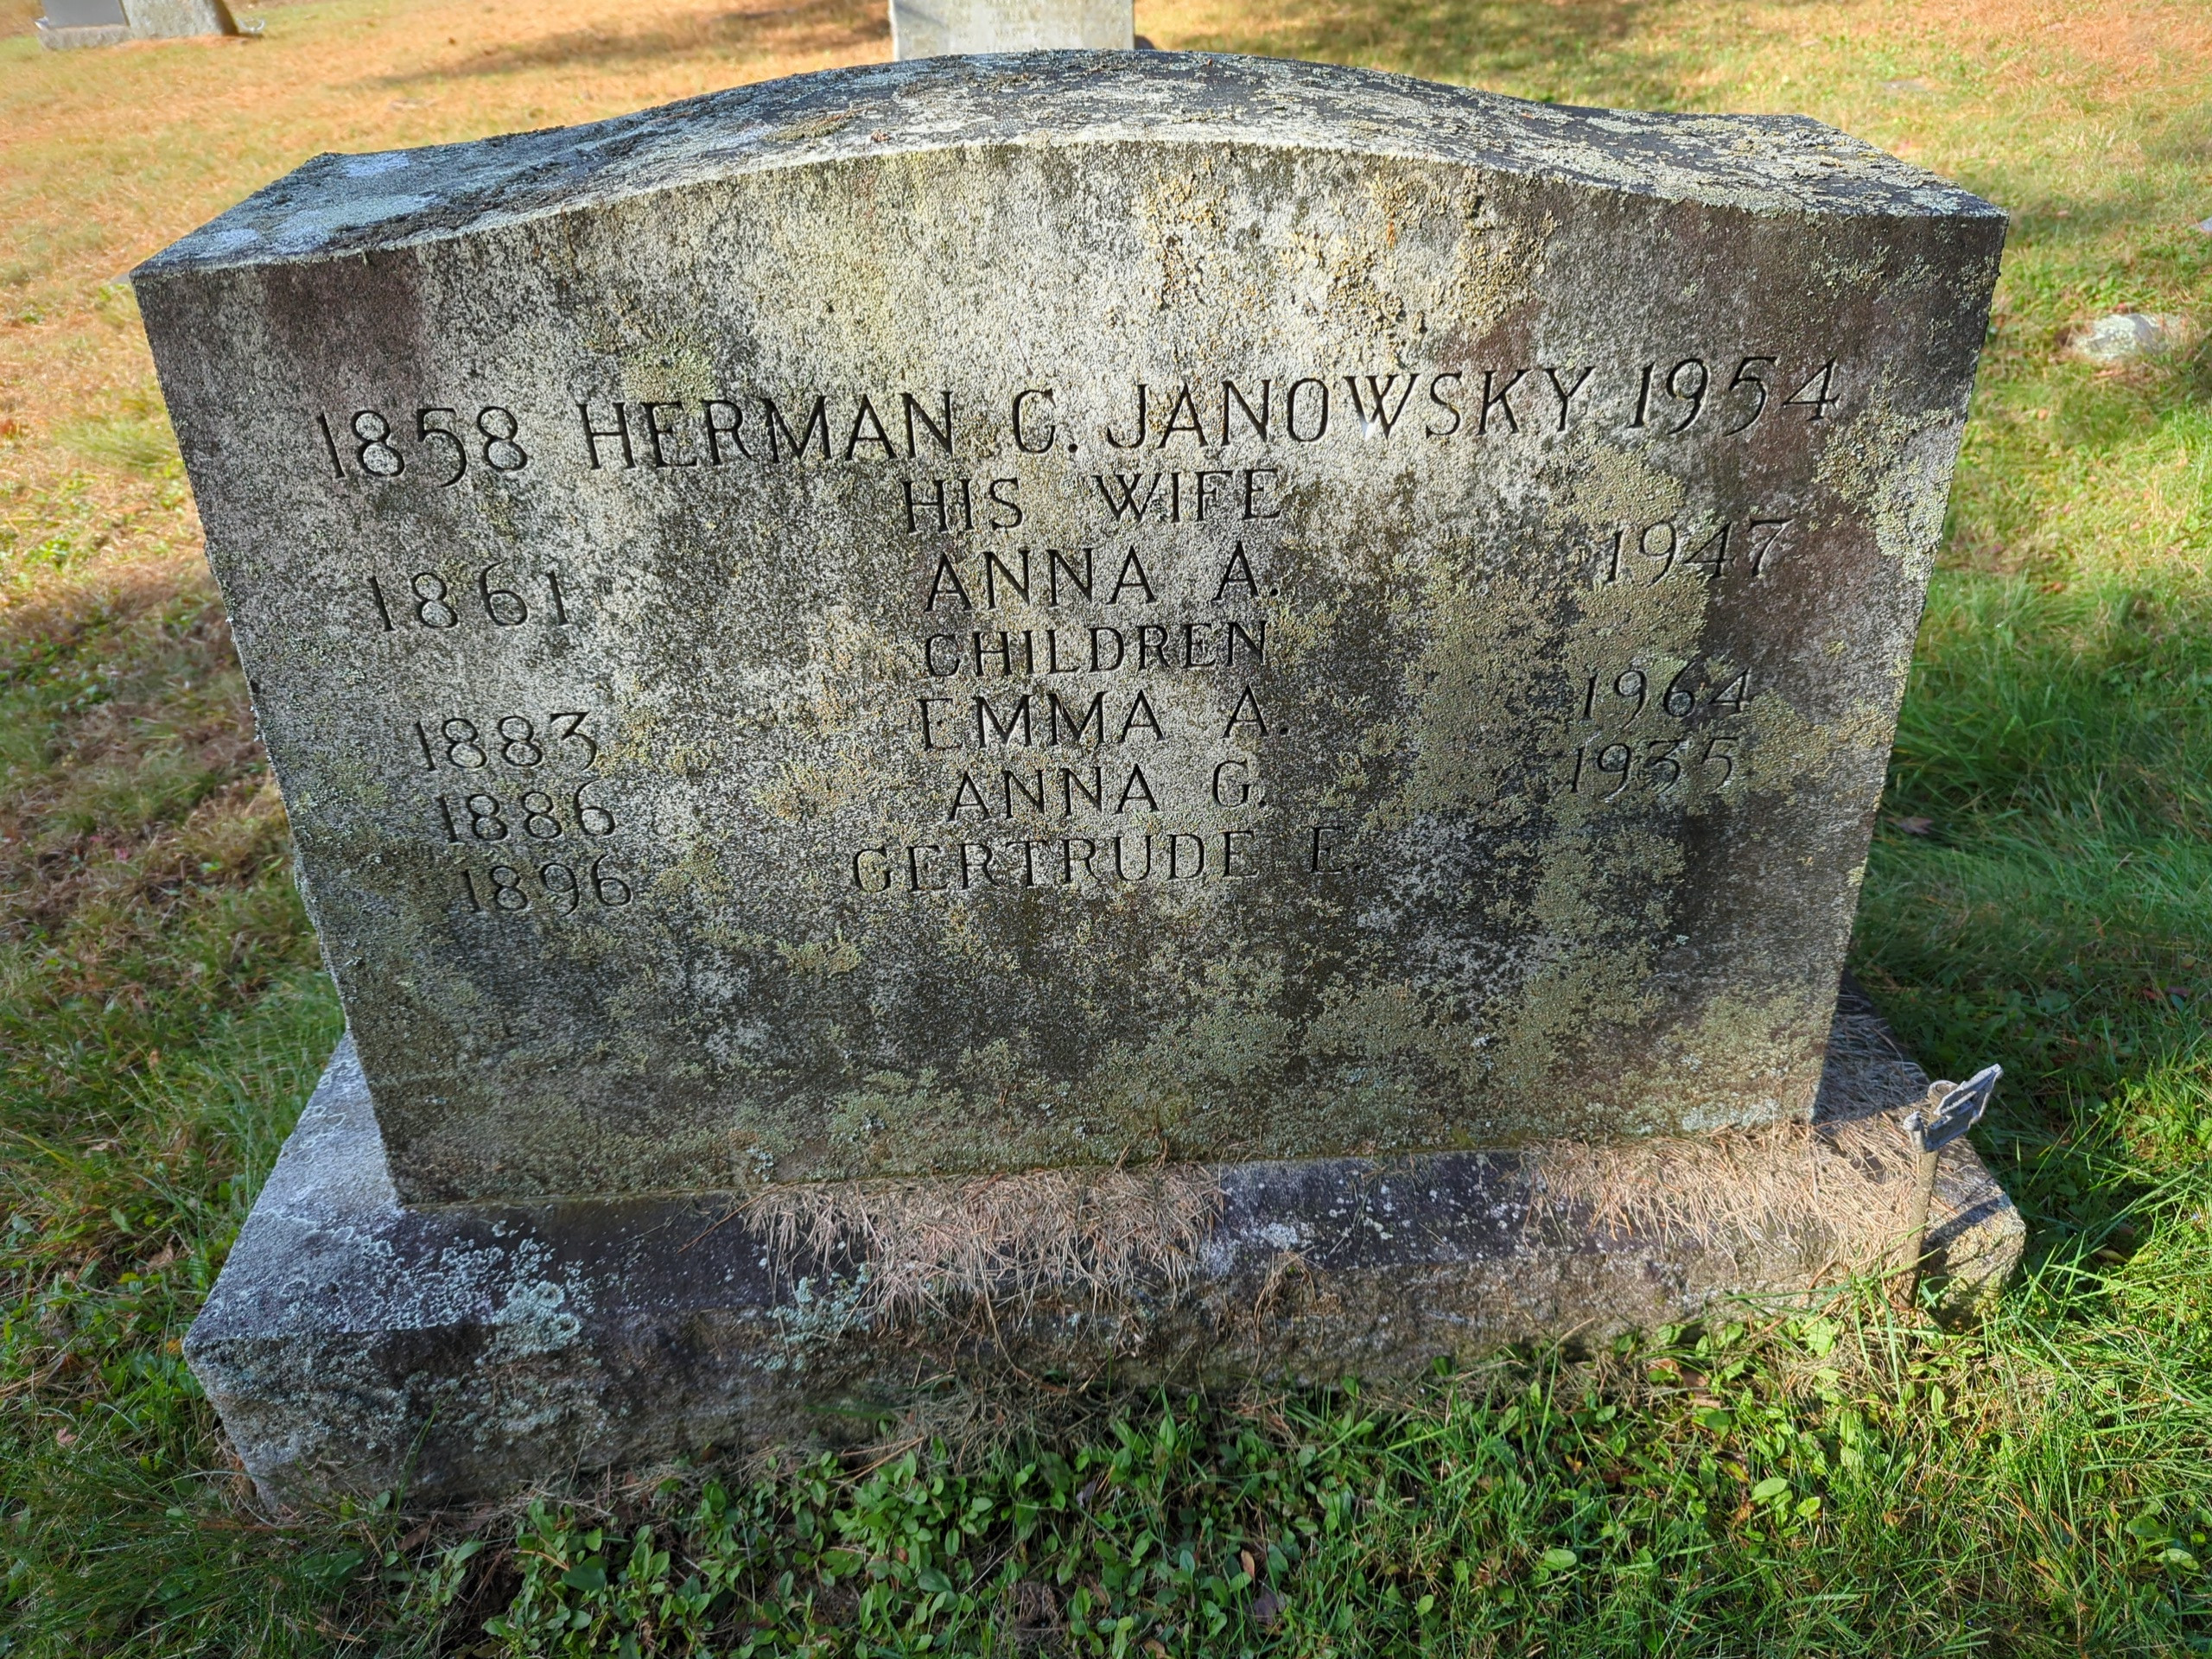 1858 HERMAN C. JANOWSKY 1954
HIS WIFE
1861 ANNA A. 1947
CHILDREN
1883 EMMA A. 1964
1886 ANNA G. 1935
1896 GERTRUDE E.